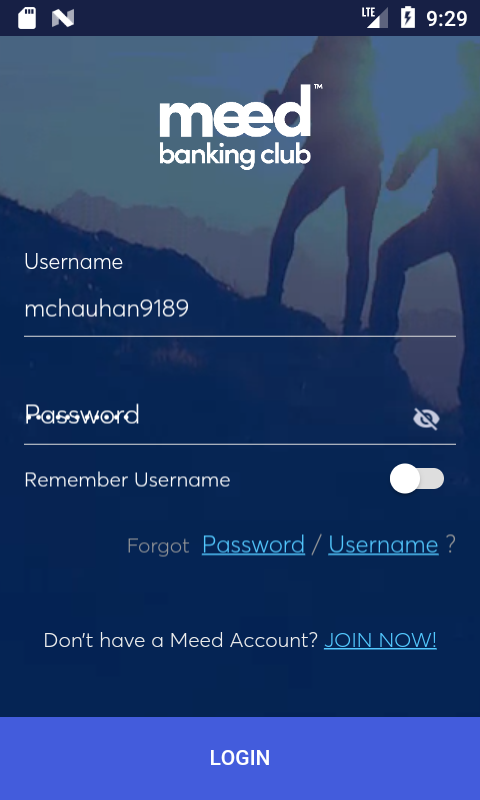 LTE 9:29
meed™
banking club
Username
mchauhan9189
Password
Remember Username
Forgot Password / Username ?
Don't have a Meed Account? JOIN NOW!
LOGIN